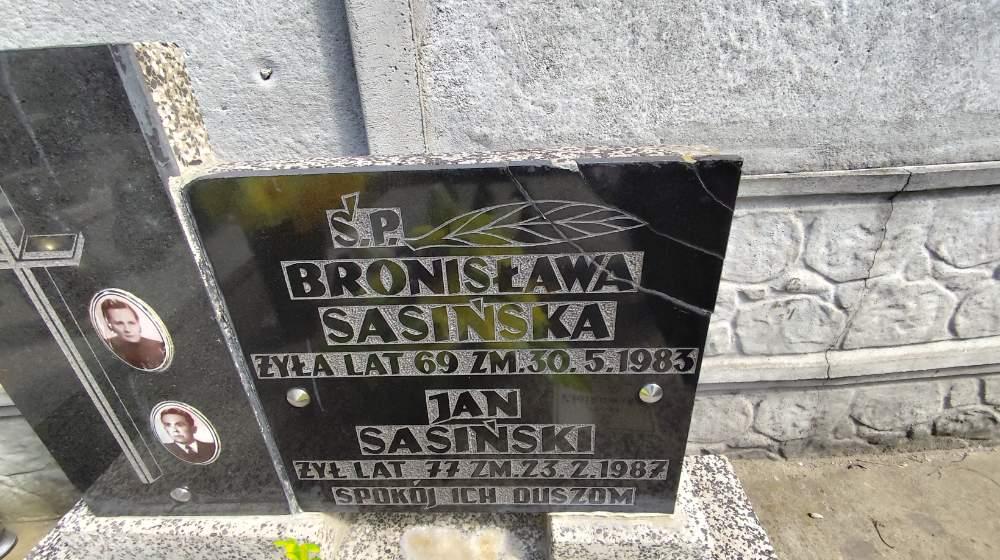 Ś.P.
BRONISŁAWA
SASIŃSKA
ŻYŁA LAT 69 ZM. 30. 5. 1983
JAN
SASIŃSKI
ŻYŁ LAT 77 ZM 23. 2. 1987
SPOKÓJ ICH DUSZOM